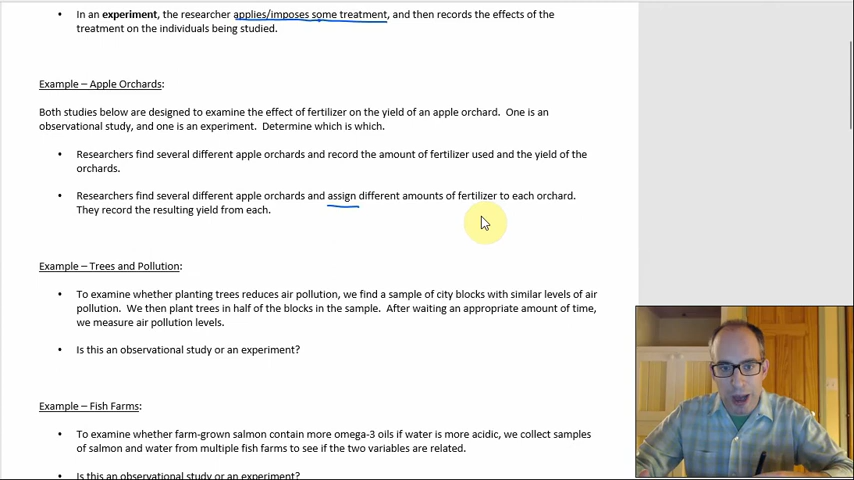 • In an experiment, the researcher applies/imposes some treatment, and then records the effects of the
treatment on the individuals being studied.
Example – Apple Orchards:
Both studies below are designed to examine the effect of fertilizer on the yield of an apple orchard. One is an
observational study, and one is an experiment. Determine which is which.
• Researchers find several different apple orchards and record the amount of fertilizer used and the yield of the
orchards.
• Researchers find several different apple orchards and assign different amounts of fertilizer to each orchard.
They record the resulting yield from each.
Example – Trees and Pollution:
• To examine whether planting trees reduces air pollution, we find a sample of city blocks with similar levels of air
pollution. We then plant trees in half of the blocks in the sample. After waiting an appropriate amount of time,
we measure air pollution levels.
• Is this an observational study or an experiment?
Example – Fish Farms:
• To examine whether farm-grown salmon contain more omega-3 oils if water is more acidic, we collect samples
of salmon and water from multiple fish farms to see if the two variables are related.
• Is this an observational study or an experiment?